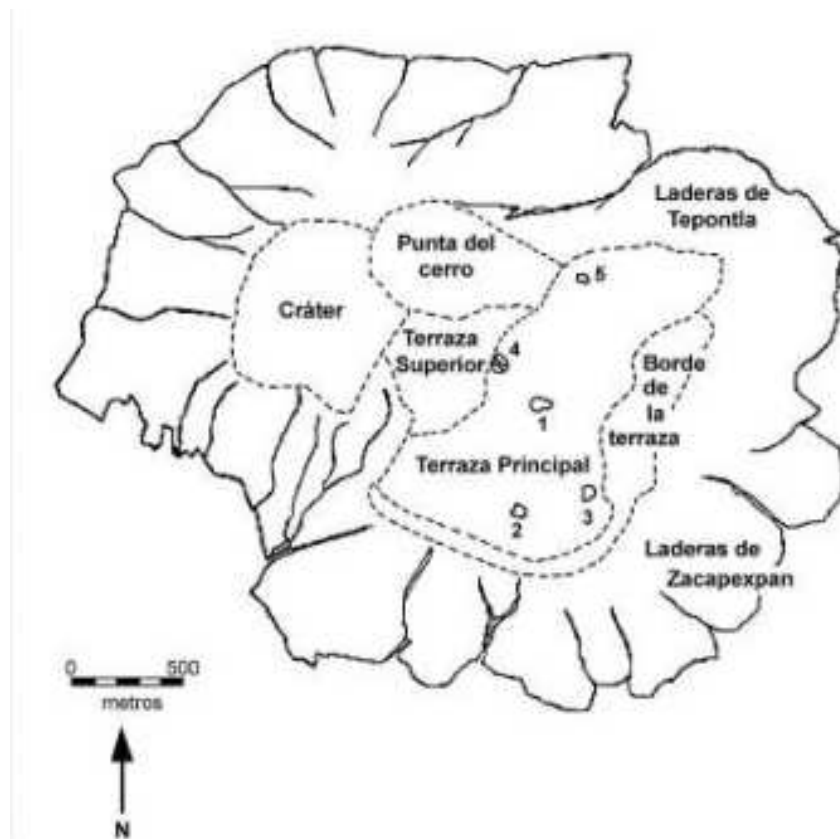 Laderas de
Tepontla
Punta del
cerro
5
Cráter
Terraza
Superior
4
Borde
de
la
terraza
1
Terraza Principal
2
3
Laderas de
Zacapexpan
0 500
metros
N